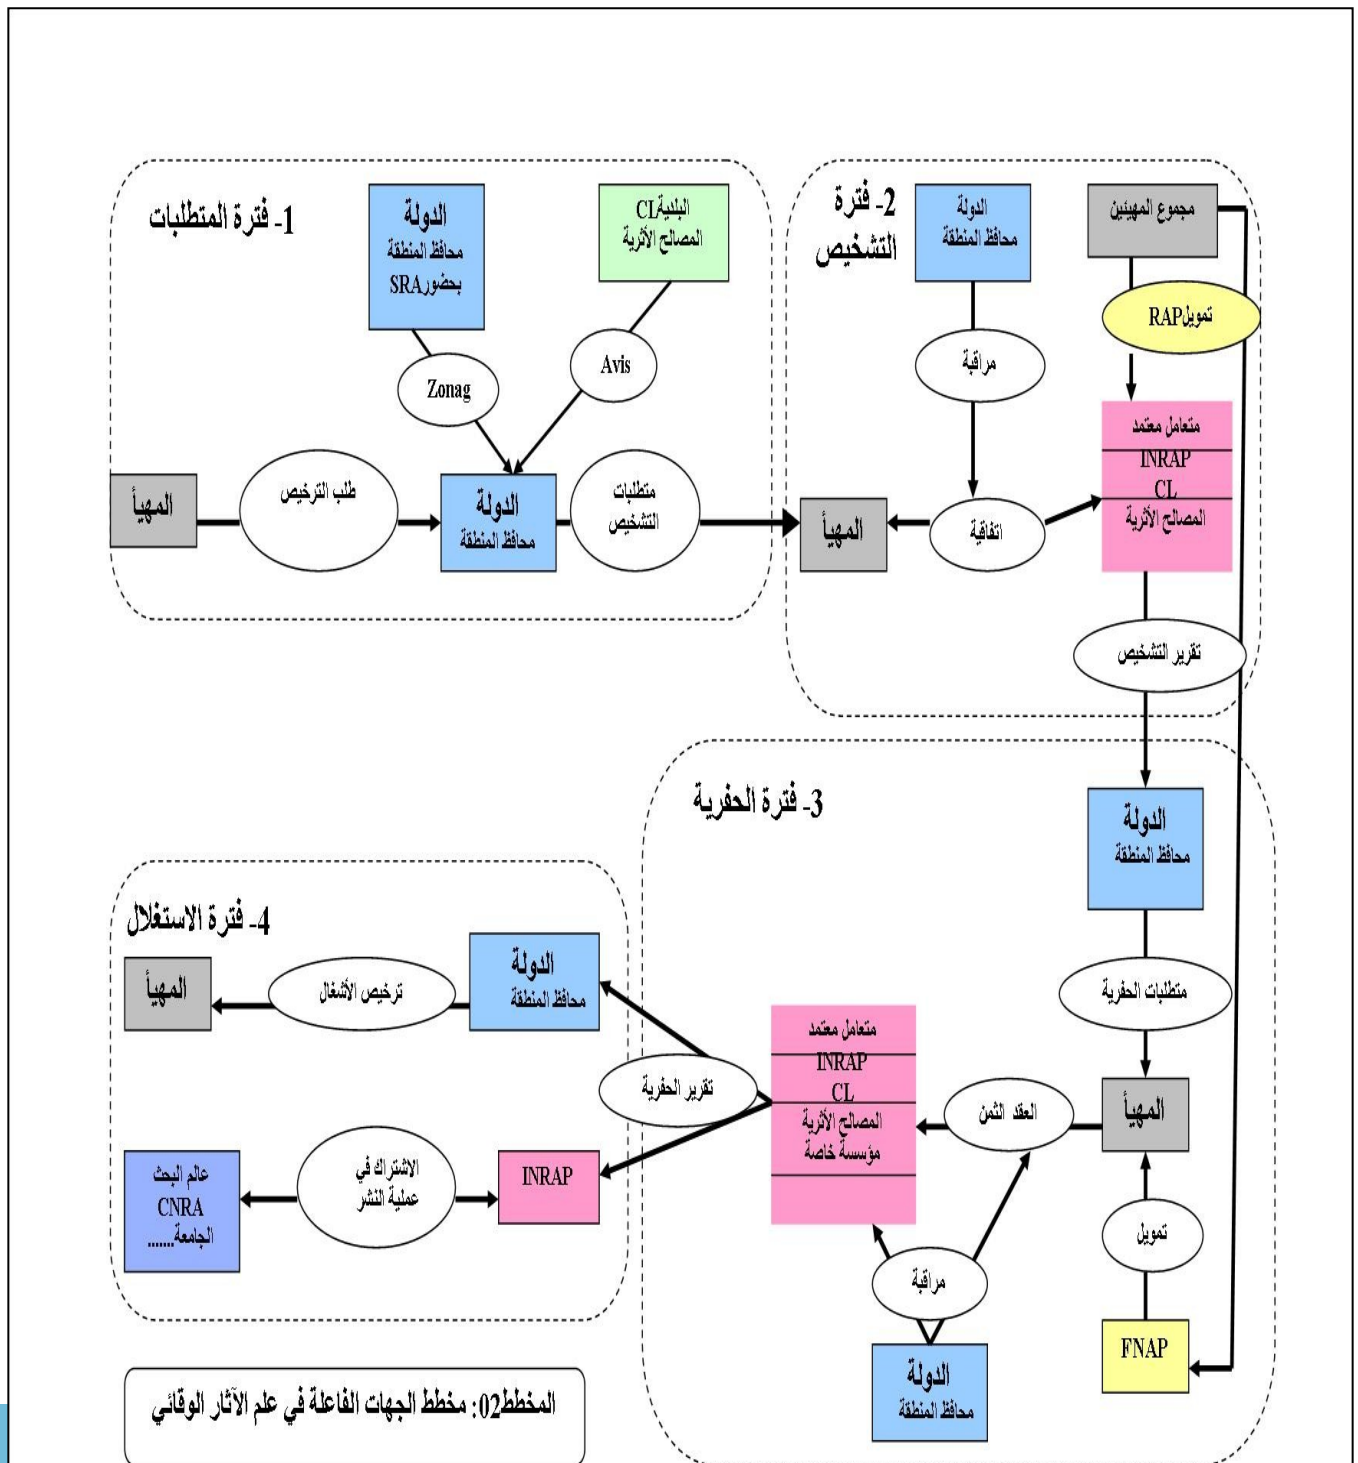 1- فترة المتطلبات
الدولة
محافظ المنطقة
بحضورSRA
البلديةCL
المصالح الأثرية
Zonag
Avis
المهيأ
طلب الترخيص
الدولة
محافظ المنطقة
متطلبات
التشخيص
2- فترة
التشخيص
الدولة
محافظ المنطقة
مجموع المهيئين
تمويلRAP
مراقبة
متعامل معتمد
INRAP
CL
المصالح الأثرية
المهيأ
اتفاقية
تقرير التشخيص
3- فترة الحفرية
الدولة
محافظ المنطقة
متطلبات الحفرية
المهيأ
العقد الثمن
متعامل معتمد
INRAP
CL
المصالح الأثرية
مؤسسة خاصة
تمويل
FNAP
مراقبة
الدولة
محافظ المنطقة
تقرير الحفرية
4- فترة الاستغلال
الدولة
محافظ المنطقة
ترخيص الأشغال
المهيأ
INRAP
الاشتراك في
عملية النشر
عالم البحث
CNRA
الجامعة.......
المخطط02: مخطط الجهات الفاعلة في علم الآثار الوقائي